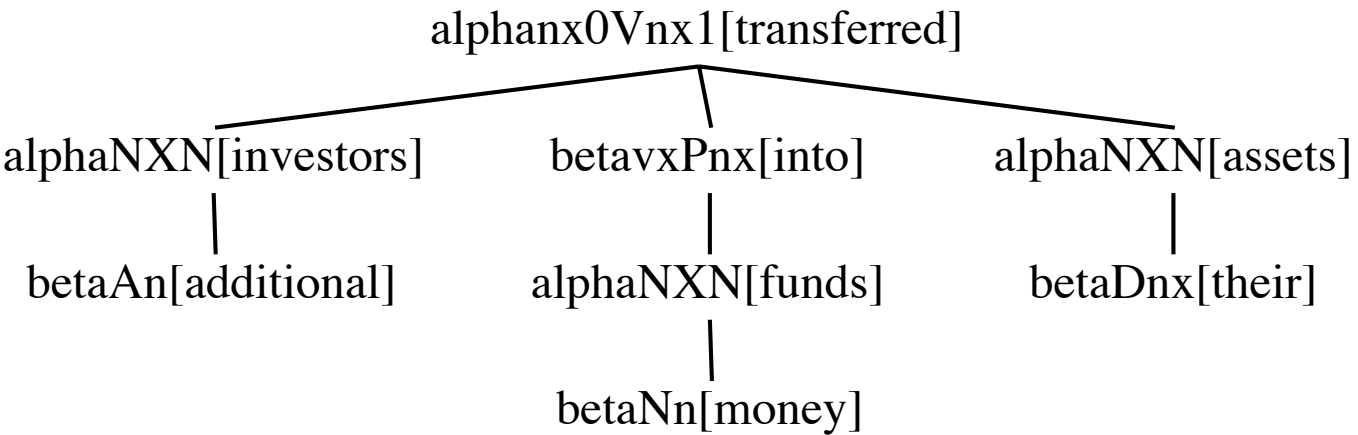 alphanx0Vnx1[transferred]
alphaNXN[investors] betavxPnx[into] alphaNXN[assets]
betaAn[additional] alphaNXN[funds] betaDnx[their]
betaNn[money]